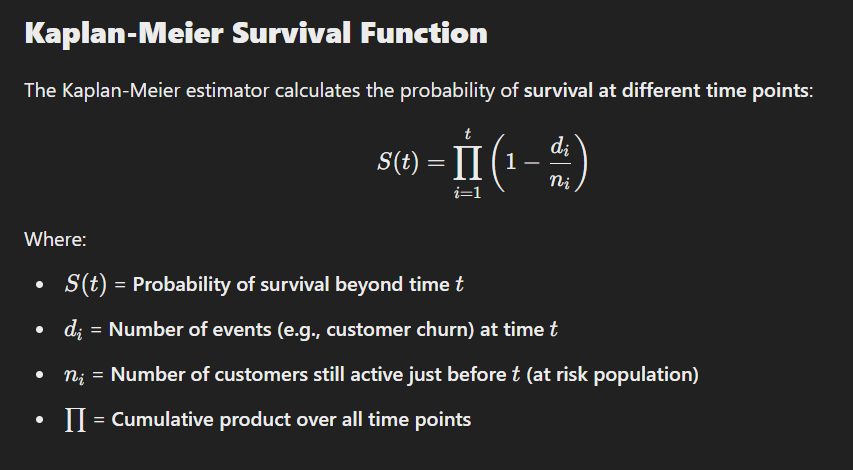 Kaplan-Meier Survival Function
The Kaplan-Meier estimator calculates the probability of survival at different time points:
S(t) = ∏_{i=1}^{t} (1 − d_i/n_i)
Where:
• S(t) = Probability of survival beyond time t
• d_i = Number of events (e.g., customer churn) at time t
• n_i = Number of customers still active just before t (at risk population)
• ∏ = Cumulative product over all time points